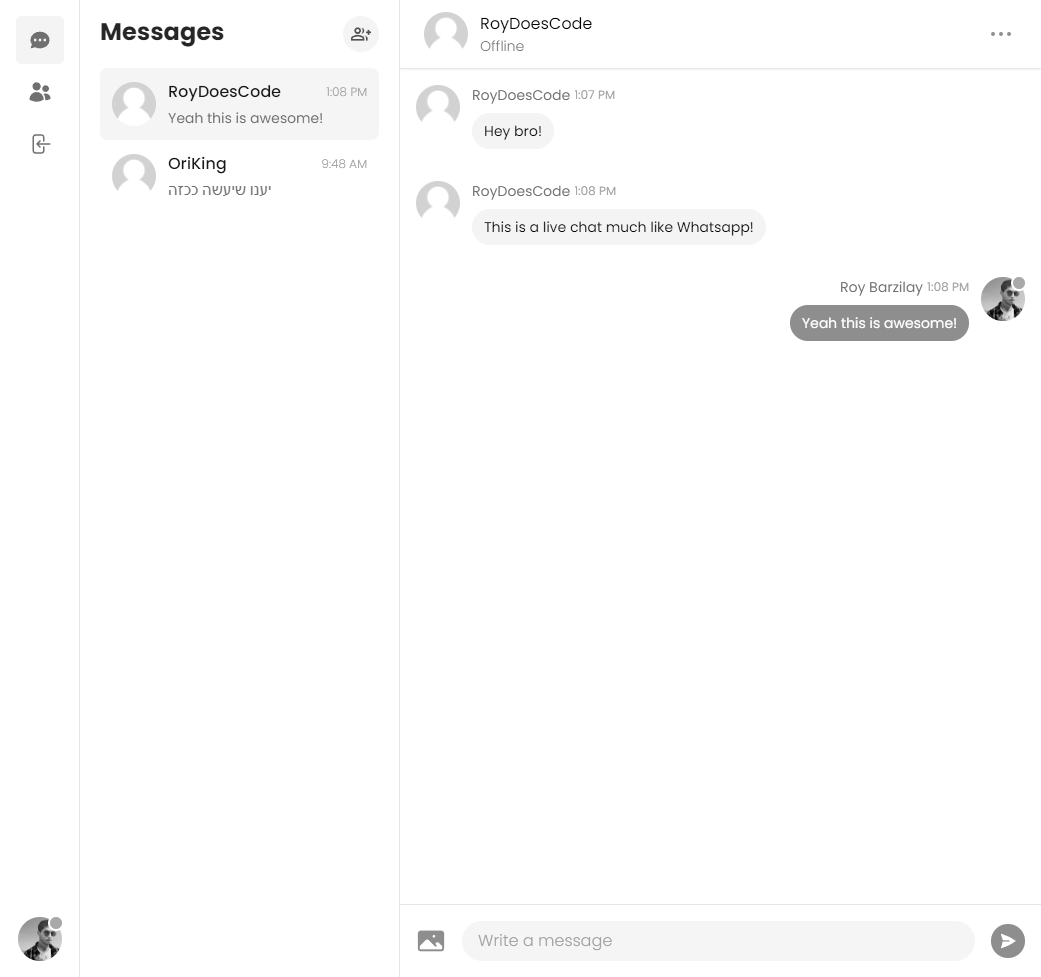 Messages
RoyDoesCode 1:08 PM
Yeah this is awesome!
OriKing 9:48 AM
יענו שיעשה ככזה
RoyDoesCode
Offline
RoyDoesCode 1:07 PM
Hey bro!
RoyDoesCode 1:08 PM
This is a live chat much like Whatsapp!
Roy Barzilay 1:08 PM
Yeah this is awesome!
Write a message